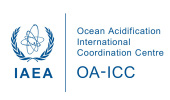 IAEA
Ocean Acidification
International
Coordination Centre
OA-ICC